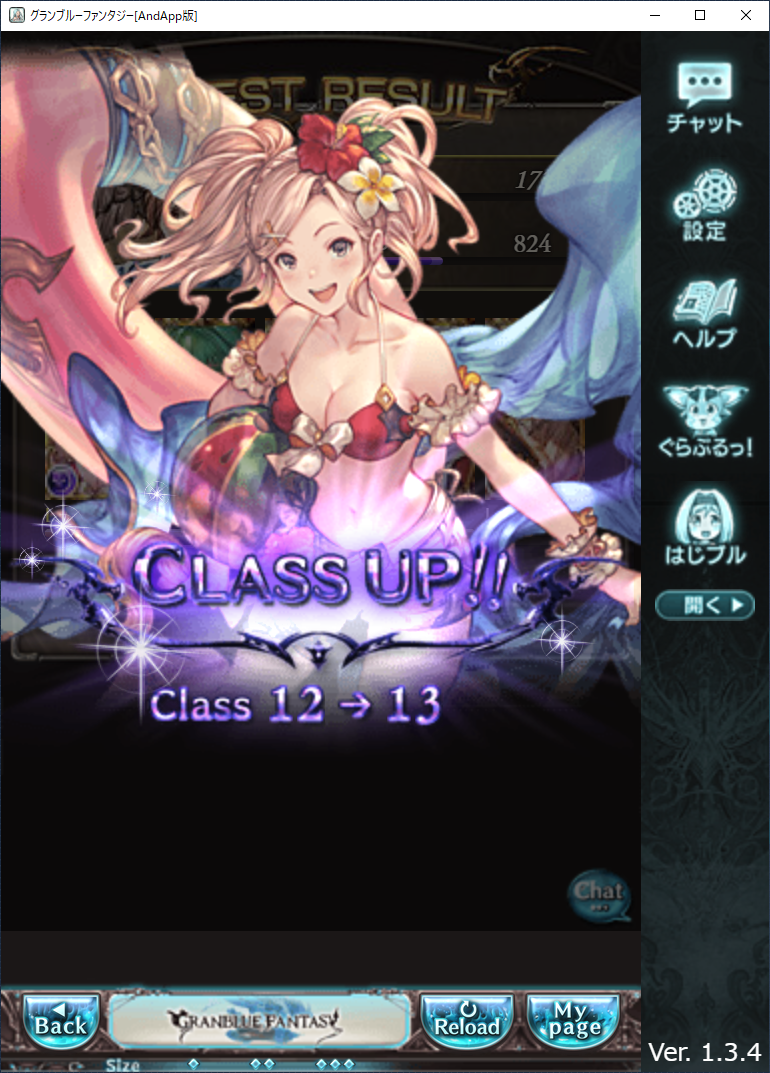 グランブルーファンタジー[AndApp版]
EST RESULT
17
824
CLASS UP!!
Class 12 → 13
Chat
チャット
設定
ヘルプ
ぐらぶるっ!
はじブル
開く ▶
Back
GRANBLUE FANTASY
Reload
My page
Size
Ver. 1.3.4